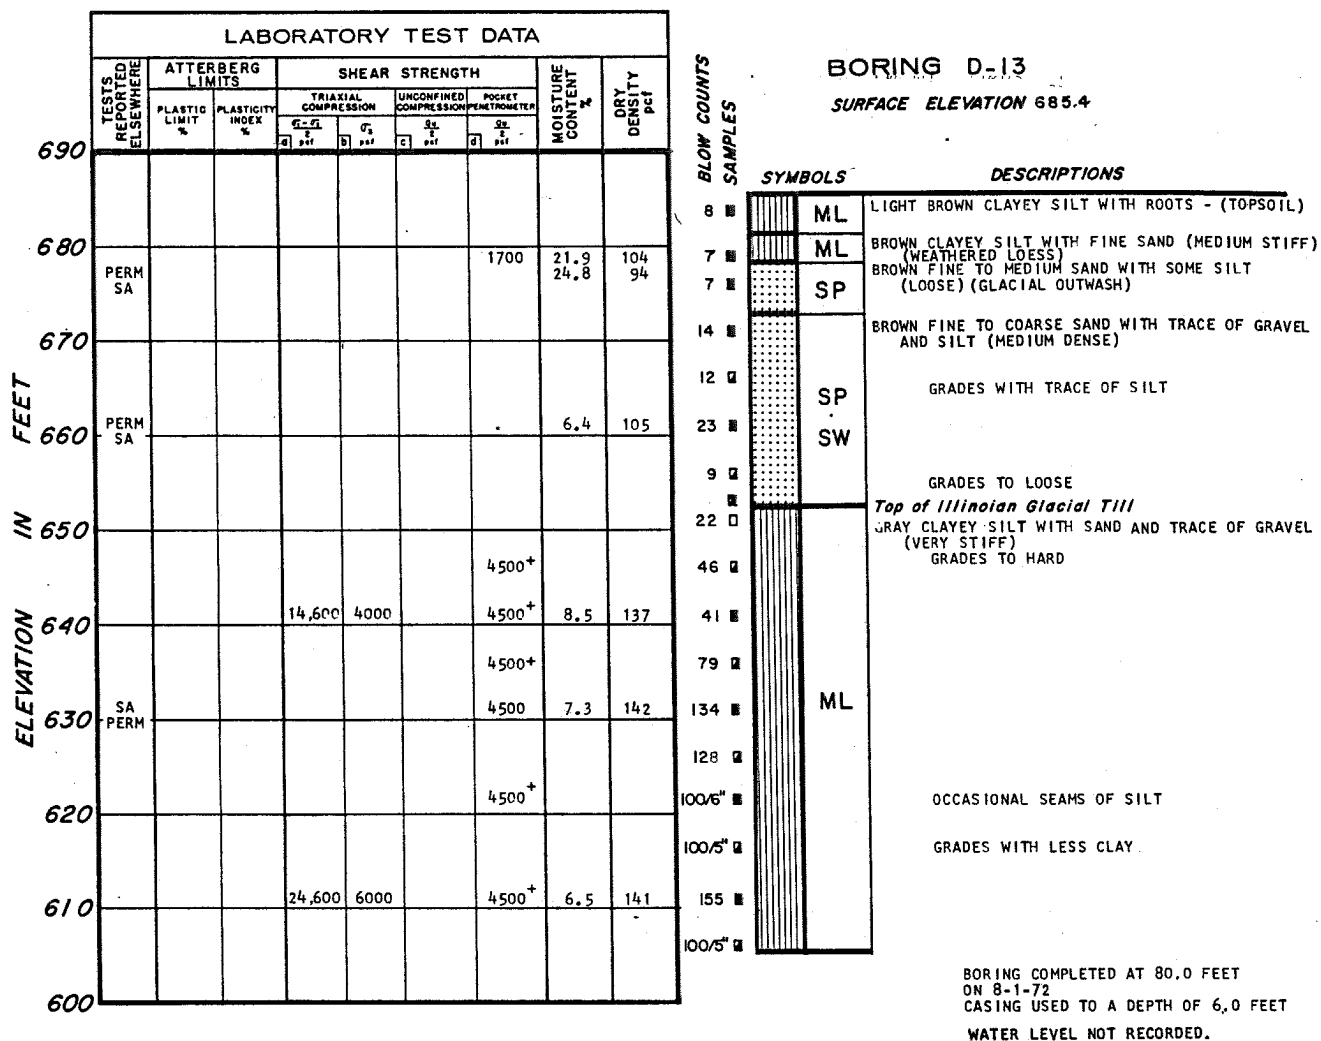 LABORATORY TEST DATA
TESTS REPORTED ELSEWHERE
ATTERBERG LIMITS
SHEAR STRENGTH
MOISTURE CONTENT %
DRY DENSITY pcf
PLASTIC LIMIT %
PLASTICITY INDEX %
TRIAXIAL COMPRESSION
UNCONFINED COMPRESSION
POCKET PENETROMETER
a psf
b psf
c psf
d psf
BLOW COUNTS
SAMPLES
BORING D-13
SURFACE ELEVATION 685.4
SYMBOLS
DESCRIPTIONS
ELEVATION IN FEET
690
8 ML LIGHT BROWN CLAYEY SILT WITH ROOTS - (TOPSOIL)
680
1700 21.9 104
7 ML BROWN CLAYEY SILT WITH FINE SAND (MEDIUM STIFF)
(WEATHERED LOESS)
PERM 24.8 94
SA
7 SP BROWN FINE TO MEDIUM SAND WITH SOME SILT
(LOOSE) (GLACIAL OUTWASH)
14 BROWN FINE TO COARSE SAND WITH TRACE OF GRAVEL
AND SILT (MEDIUM DENSE)
670
12 GRADES WITH TRACE OF SILT
SP
PERM 6.4 105 23
660 SA SW
9 GRADES TO LOOSE
Top of Illinoian Glacial Till
22 GRAY CLAYEY SILT WITH SAND AND TRACE OF GRAVEL
(VERY STIFF)
650
4500+ 46 GRADES TO HARD
14,600 4000 4500+ 8.5 137 41
640
4500+ 79
SA 4500 7.3 142 134 ML
630 PERM
128
4500+ 100/6" OCCASIONAL SEAMS OF SILT
620
100/5" GRADES WITH LESS CLAY
24,600 6000 4500+ 6.5 141 155
610
100/5"
BORING COMPLETED AT 80.0 FEET
ON 8-1-72
600
CASING USED TO A DEPTH OF 6.0 FEET
WATER LEVEL NOT RECORDED.